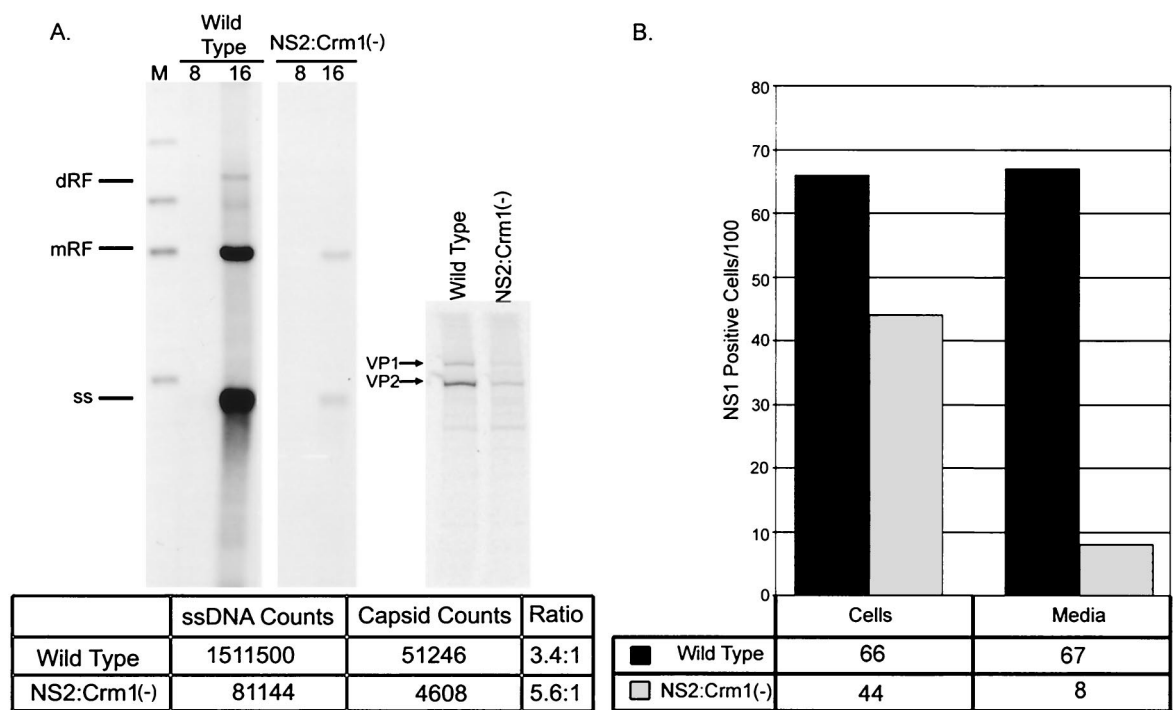 A.
Wild
Type
NS2:Crm1(-)
M 8 16 8 16
dRF
mRF
ss
Wild Type
NS2:Crm1(-)
VP1
VP2
ssDNA Counts Capsid Counts Ratio
Wild Type 1511500 51246 3.4:1
NS2:Crm1(-) 81144 4608 5.6:1
B.
NS1 Positive Cells/100
80
70
60
50
40
30
20
10
0
Cells Media
Wild Type 66 67
NS2:Crm1(-) 44 8